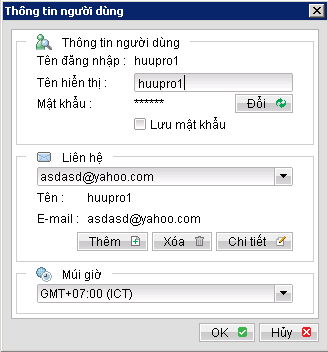 Thông tin người dùng
Thông tin người dùng
Tên đăng nhập : huupro1
Tên hiển thị : huupro1
Mật khẩu : ******
Đổi
Lưu mật khẩu
Liên hệ
asdasd@yahoo.com
Tên : huupro1
E-mail : asdasd@yahoo.com
Thêm Xóa Chi tiết
Múi giờ
GMT+07:00 (ICT)
OK Hủy